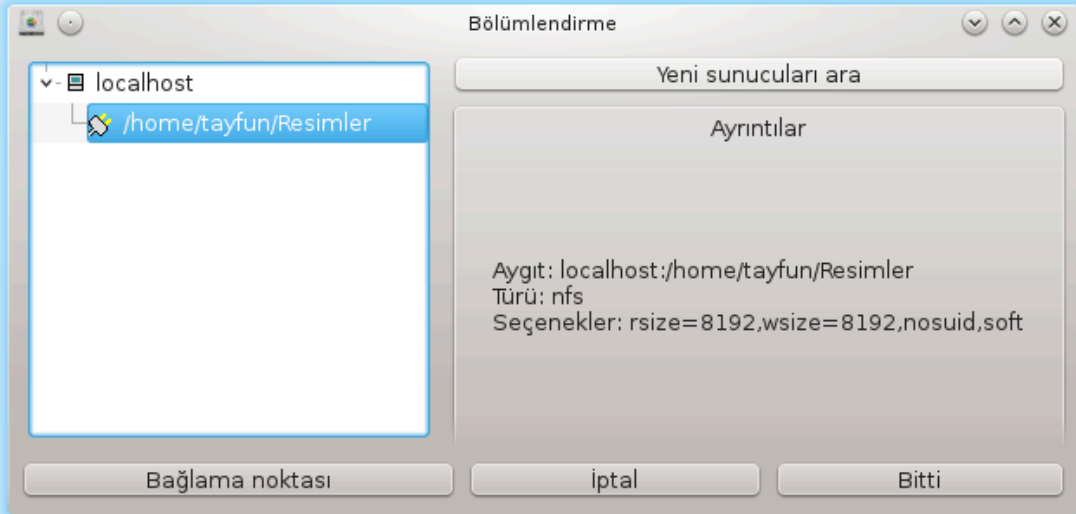 Bölümlendirme
localhost
/home/tayfun/Resimler
Yeni sunucuları ara
Ayrıntılar
Aygıt: localhost:/home/tayfun/Resimler
Türü: nfs
Seçenekler: rsize=8192,wsize=8192,nosuid,soft
Bağlama noktası
İptal
Bitti